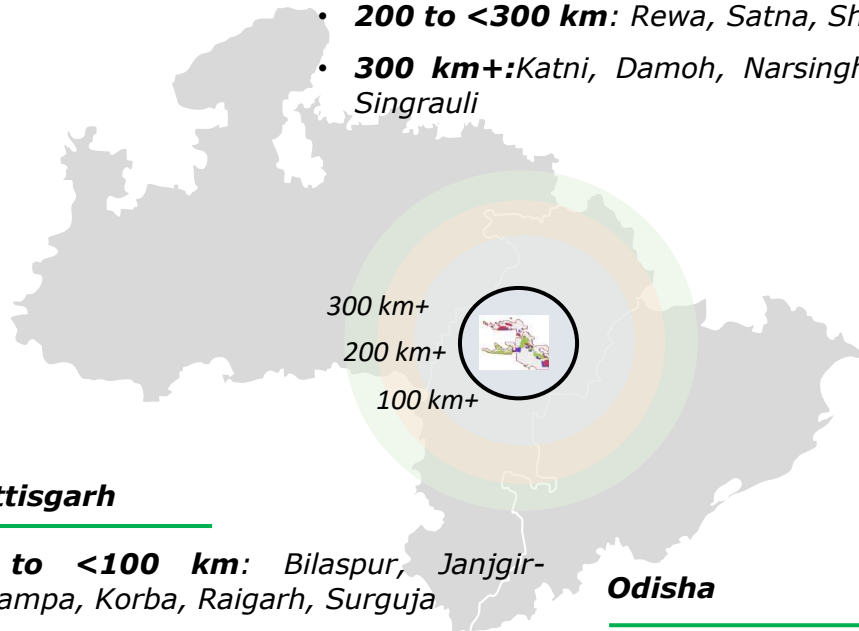 • 200 to <300 km: Rewa, Satna, Sh
• 300 km+:Katni, Damoh, Narsingh
Singrauli
300 km+
200 km+
100 km+
ttisgarh
to <100 km: Bilaspur, Janjgir-
ampa, Korba, Raigarh, Surguja
Odisha